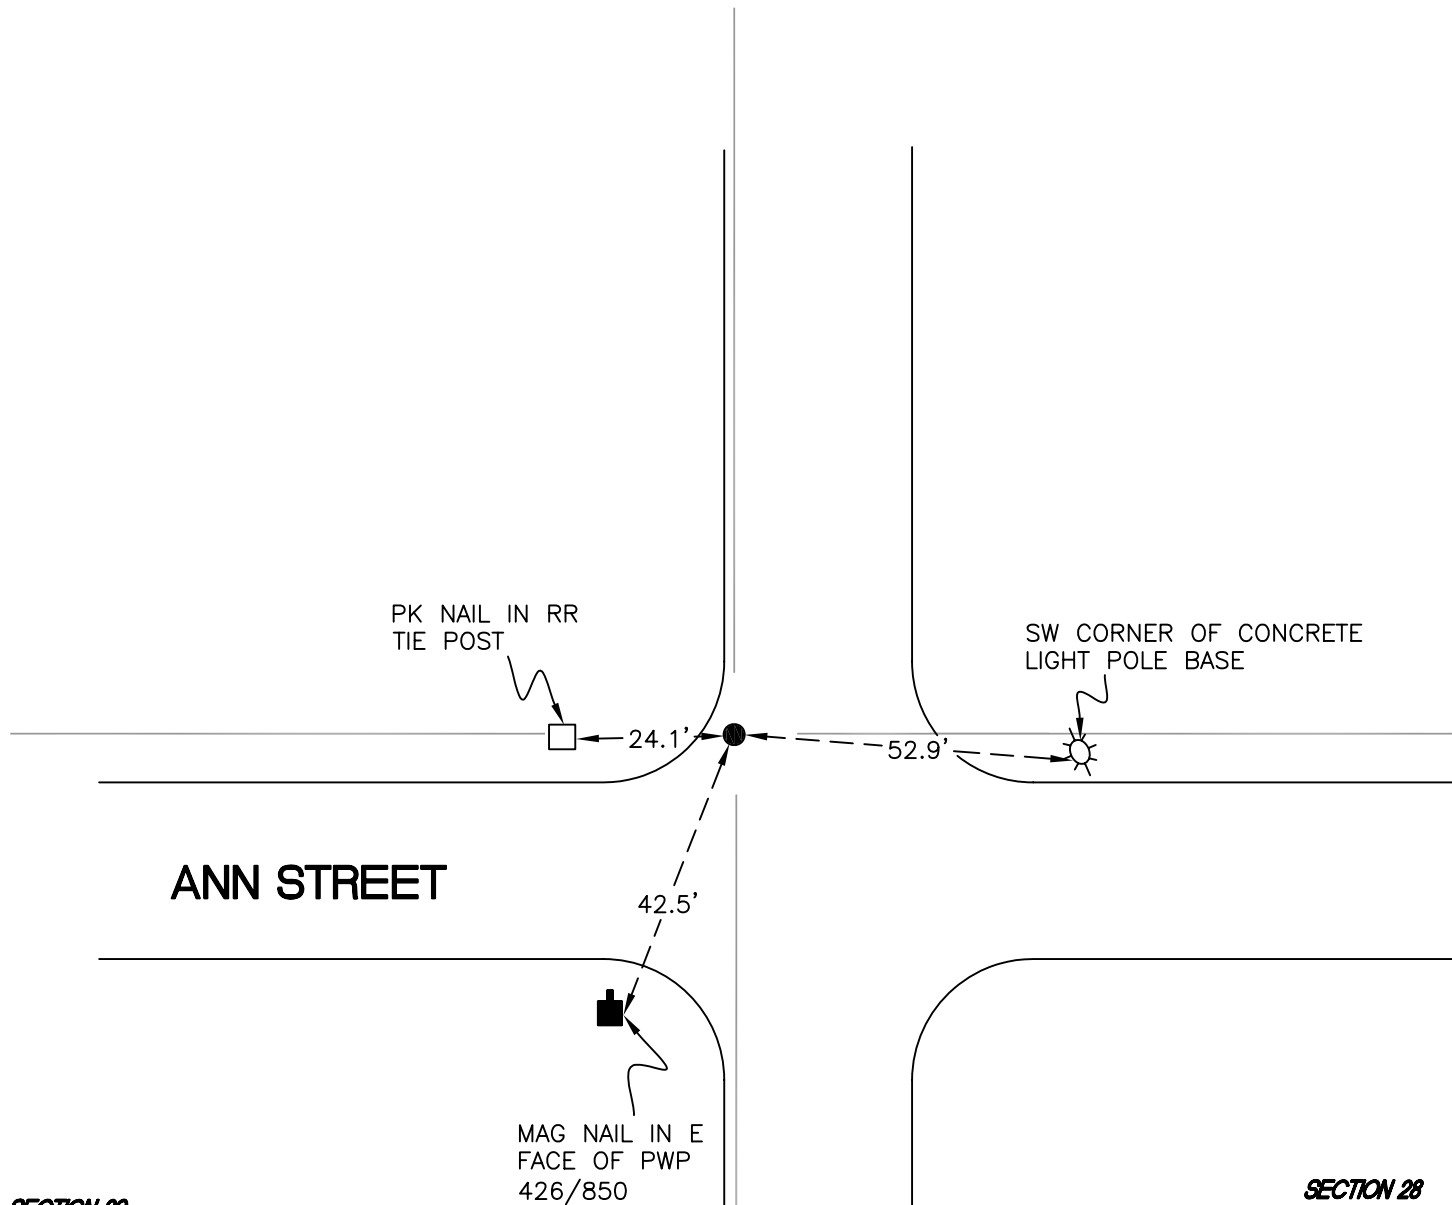 PK NAIL IN RR
TIE POST
SW CORNER OF CONCRETE
LIGHT POLE BASE
24.1'
52.9'
ANN STREET
42.5'
MAG NAIL IN E
FACE OF PWP
426/850
SECTION 28
SECTION